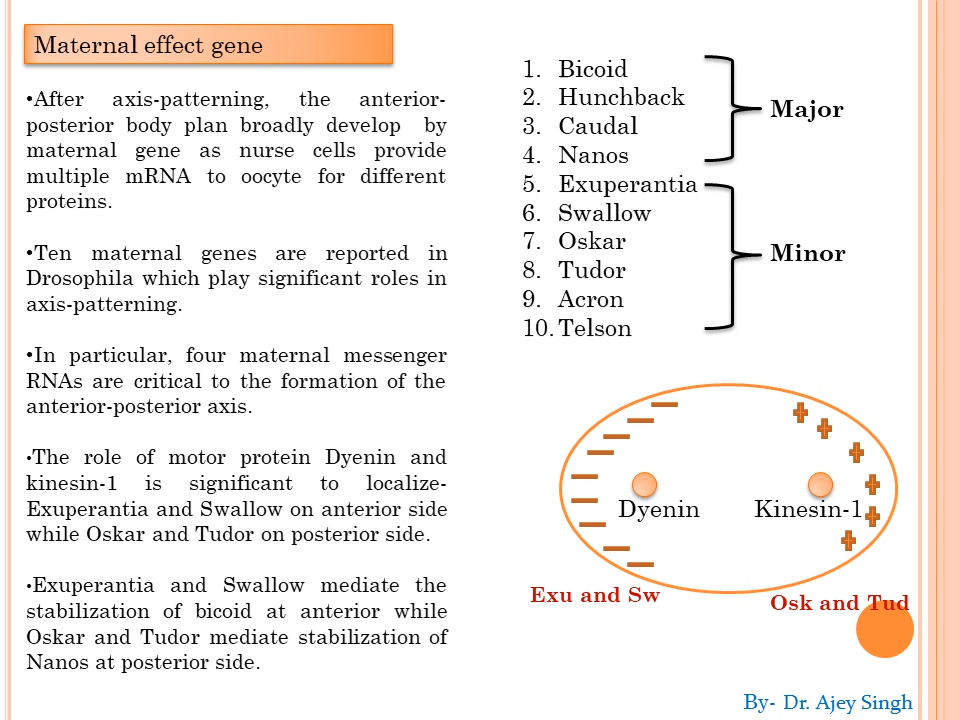 Maternal effect gene
•After axis-patterning, the anterior-
posterior body plan broadly develop by
maternal gene as nurse cells provide
multiple mRNA to oocyte for different
proteins.
•Ten maternal genes are reported in
Drosophila which play significant roles in
axis-patterning.
•In particular, four maternal messenger
RNAs are critical to the formation of the
anterior-posterior axis.
•The role of motor protein Dyenin and
kinesin-1 is significant to localize-
Exuperantia and Swallow on anterior side
while Oskar and Tudor on posterior side.
•Exuperantia and Swallow mediate the
stabilization of bicoid at anterior while
Oskar and Tudor mediate stabilization of
Nanos at posterior side.
1. Bicoid
2. Hunchback
3. Caudal
4. Nanos
5. Exuperantia
6. Swallow
7. Oskar
8. Tudor
9. Acron
10. Telson
Major
Minor
Dyenin
Kinesin-1
Exu and Sw
Osk and Tud
By- Dr. Ajey Singh